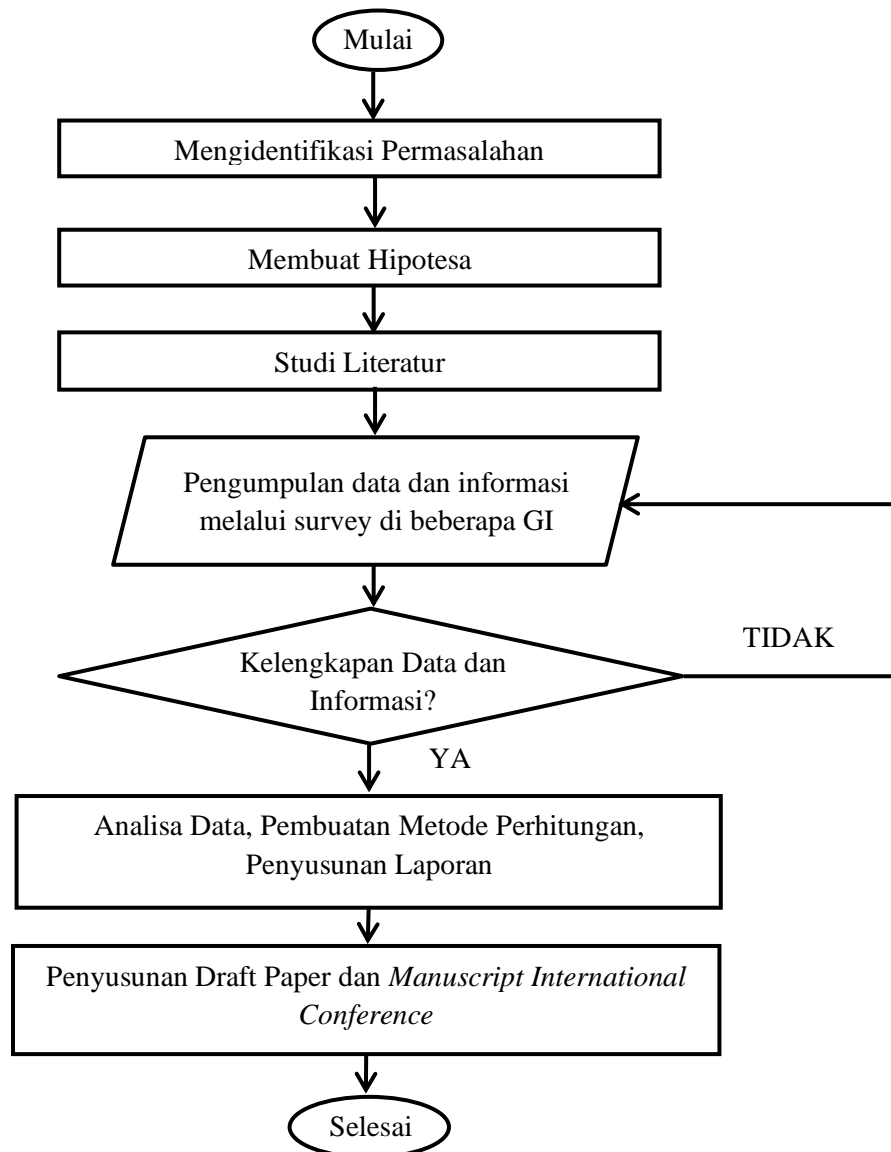 Mulai
Mengidentifikasi Permasalahan
Membuat Hipotesa
Studi Literatur
Pengumpulan data dan informasi
melalui survey di beberapa GI
Kelengkapan Data dan
Informasi?
TIDAK
YA
Analisa Data, Pembuatan Metode Perhitungan,
Penyusunan Laporan
Penyusunan Draft Paper dan Manuscript International
Conference
Selesai